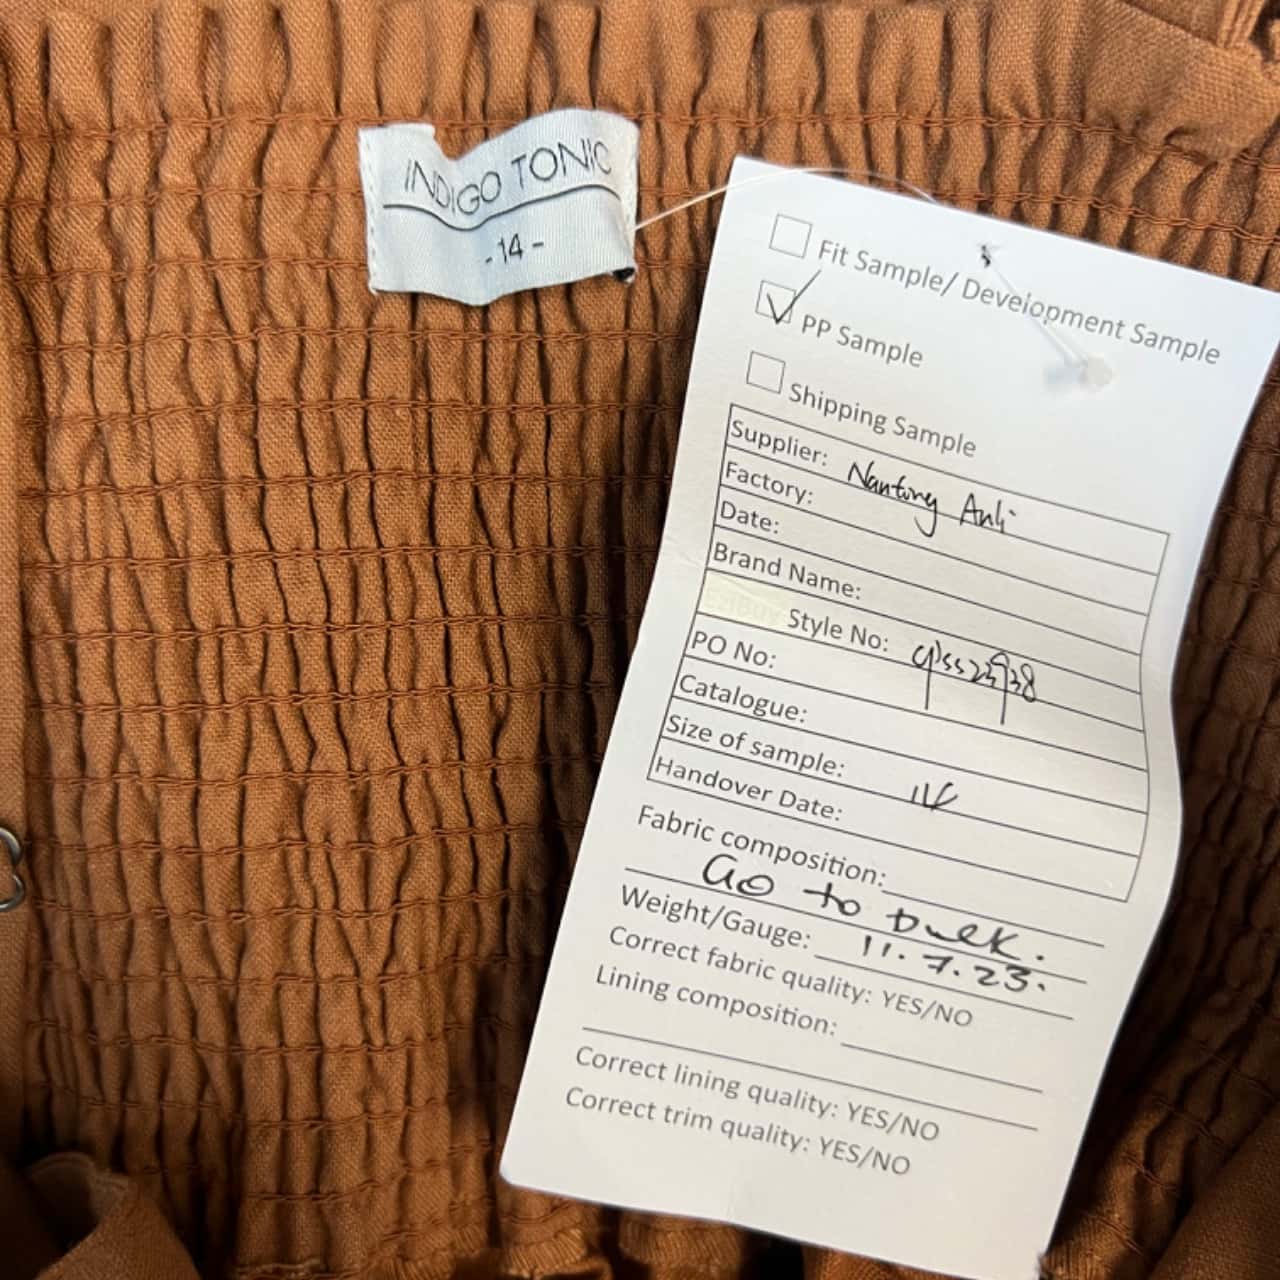 INDIGO TONIC
- 14 -
Fit Sample/ Development Sample
PP Sample
Shipping Sample
Supplier: Nantong Anli
Factory:
Date:
Brand Name:
Style No:
PO No:
Catalogue:
Size of sample: 14
Handover Date:
Fabric composition:
Go to bulk.
Weight/Gauge: 11.7.23.
Correct fabric quality: YES/NO
Lining composition:
Correct lining quality: YES/NO
Correct trim quality: YES/NO